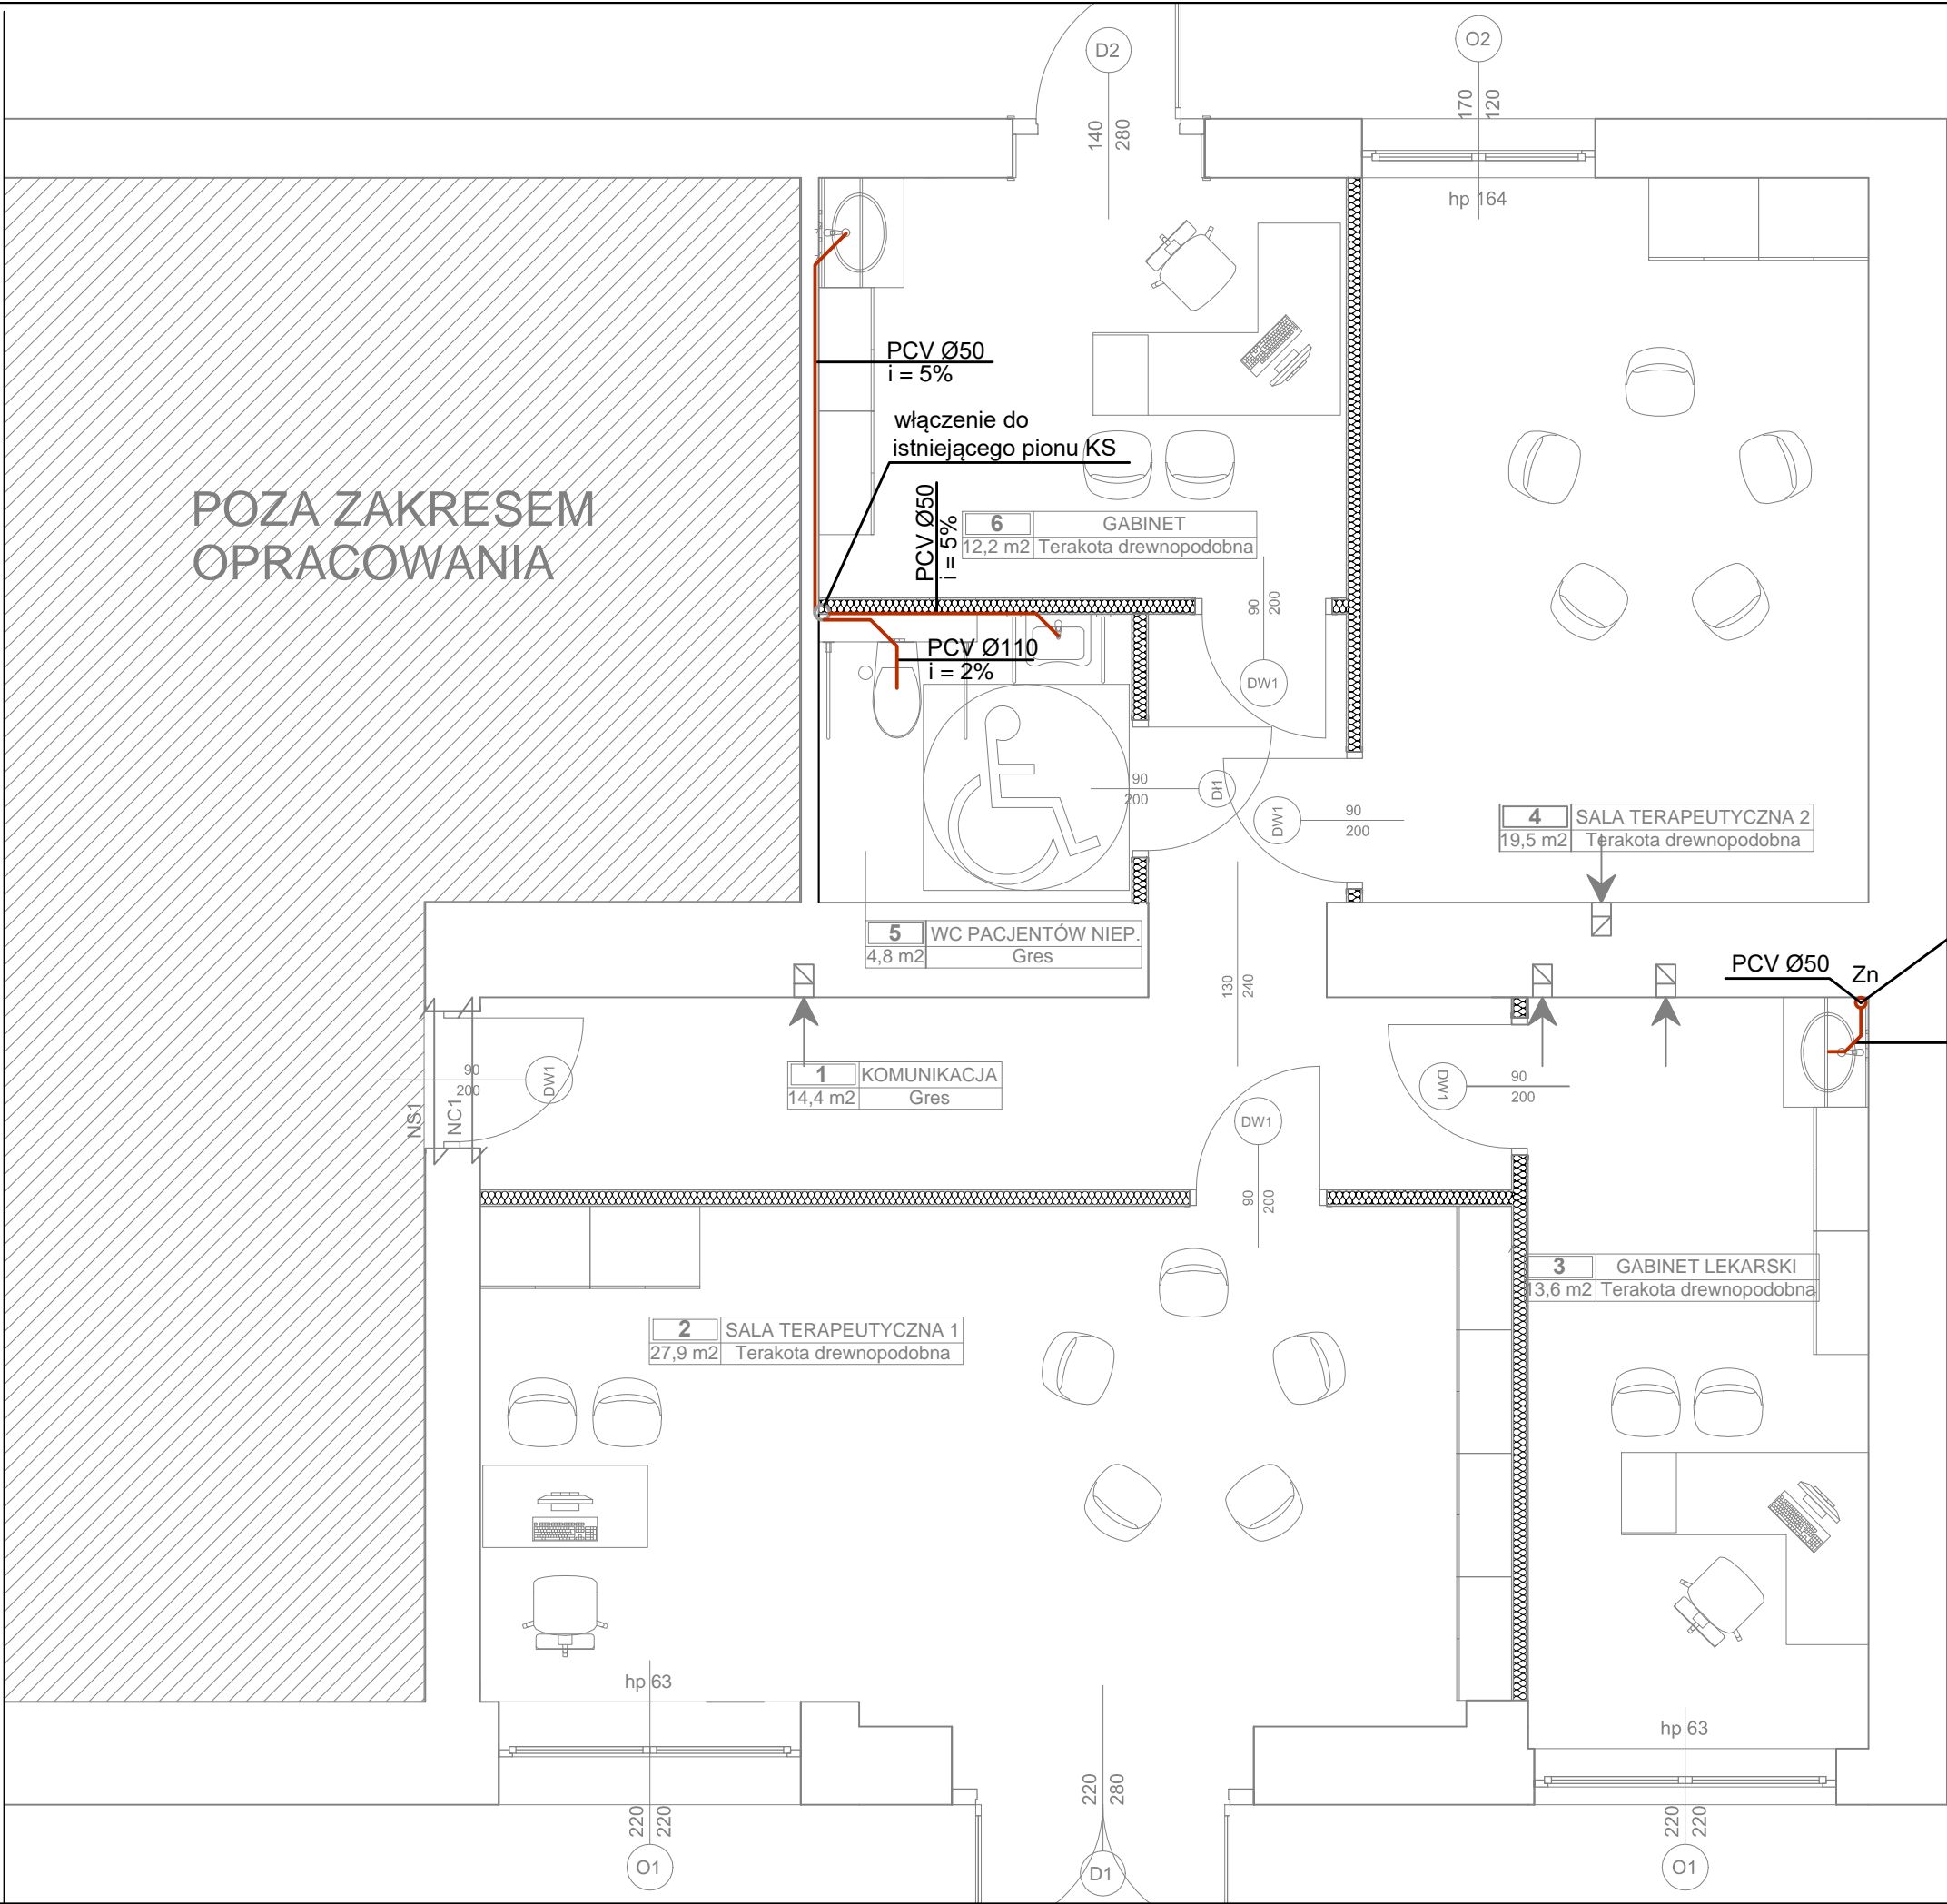 D2
140
280
O2
170
120
hp 164
PCV Ø50
i = 5%
włączenie do
istniejącego pionu KS
PCV Ø50
i = 5%
POZA ZAKRESEM
OPRACOWANIA
6 GABINET
12,2 m2 Terakota drewnopodobna
90
200
DW1
PCV Ø110
i = 2%
90
200
Dł1
DW1
90
200
4 SALA TERAPEUTYCZNA 2
19,5 m2 Terakota drewnopodobna
5 WC PACJENTÓW NIEP.
4,8 m2 Gres
130
240
PCV Ø50
Zn
1 KOMUNIKACJA
14,4 m2 Gres
90
200
DW1
NS1
NC1
DW1
90
200
DW1
90
200
3 GABINET LEKARSKI
13,6 m2 Terakota drewnopodobna
2 SALA TERAPEUTYCZNA 1
27,9 m2 Terakota drewnopodobna
hp 63
220
220
O1
220
280
D1
hp 63
220
220
O1